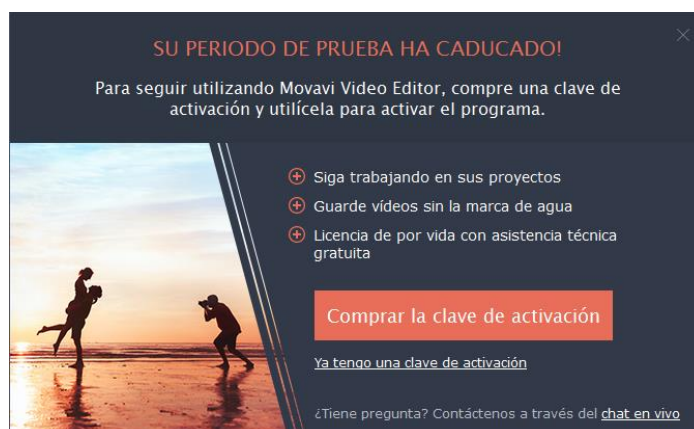 SU PERIODO DE PRUEBA HA CADUCADO!
Para seguir utilizando Movavi Video Editor, compre una clave de
activación y utilícela para activar el programa.
Siga trabajando en sus proyectos
Guarde vídeos sin la marca de agua
Licencia de por vida con asistencia técnica
gratuita
Comprar la clave de activación
Ya tengo una clave de activación
¿Tiene pregunta? Contáctenos a través del chat en vivo